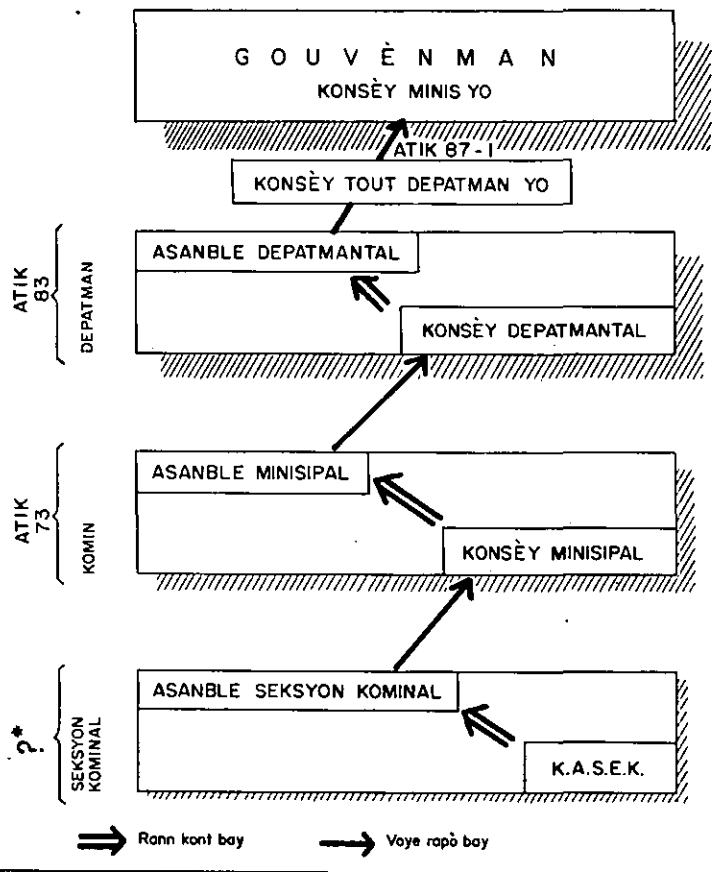 GOUVÈNMAN
KONSÈY MINIS YO
ATIK 87-1
KONSÈY TOUT DEPATMAN YO
ATIK 83
DEPATMAN
ASANBLE DEPATMANTAL
KONSÈY DEPATMANTAL
ATIK 73
KOMIN
ASANBLE MINISIPAL
KONSÈY MINISIPAL
?*
SEKSYON
KOMINAL
ASANBLE SEKSYON KOMINAL
K.A.S.E.K.
Rann kont bay
Voye rapò bay